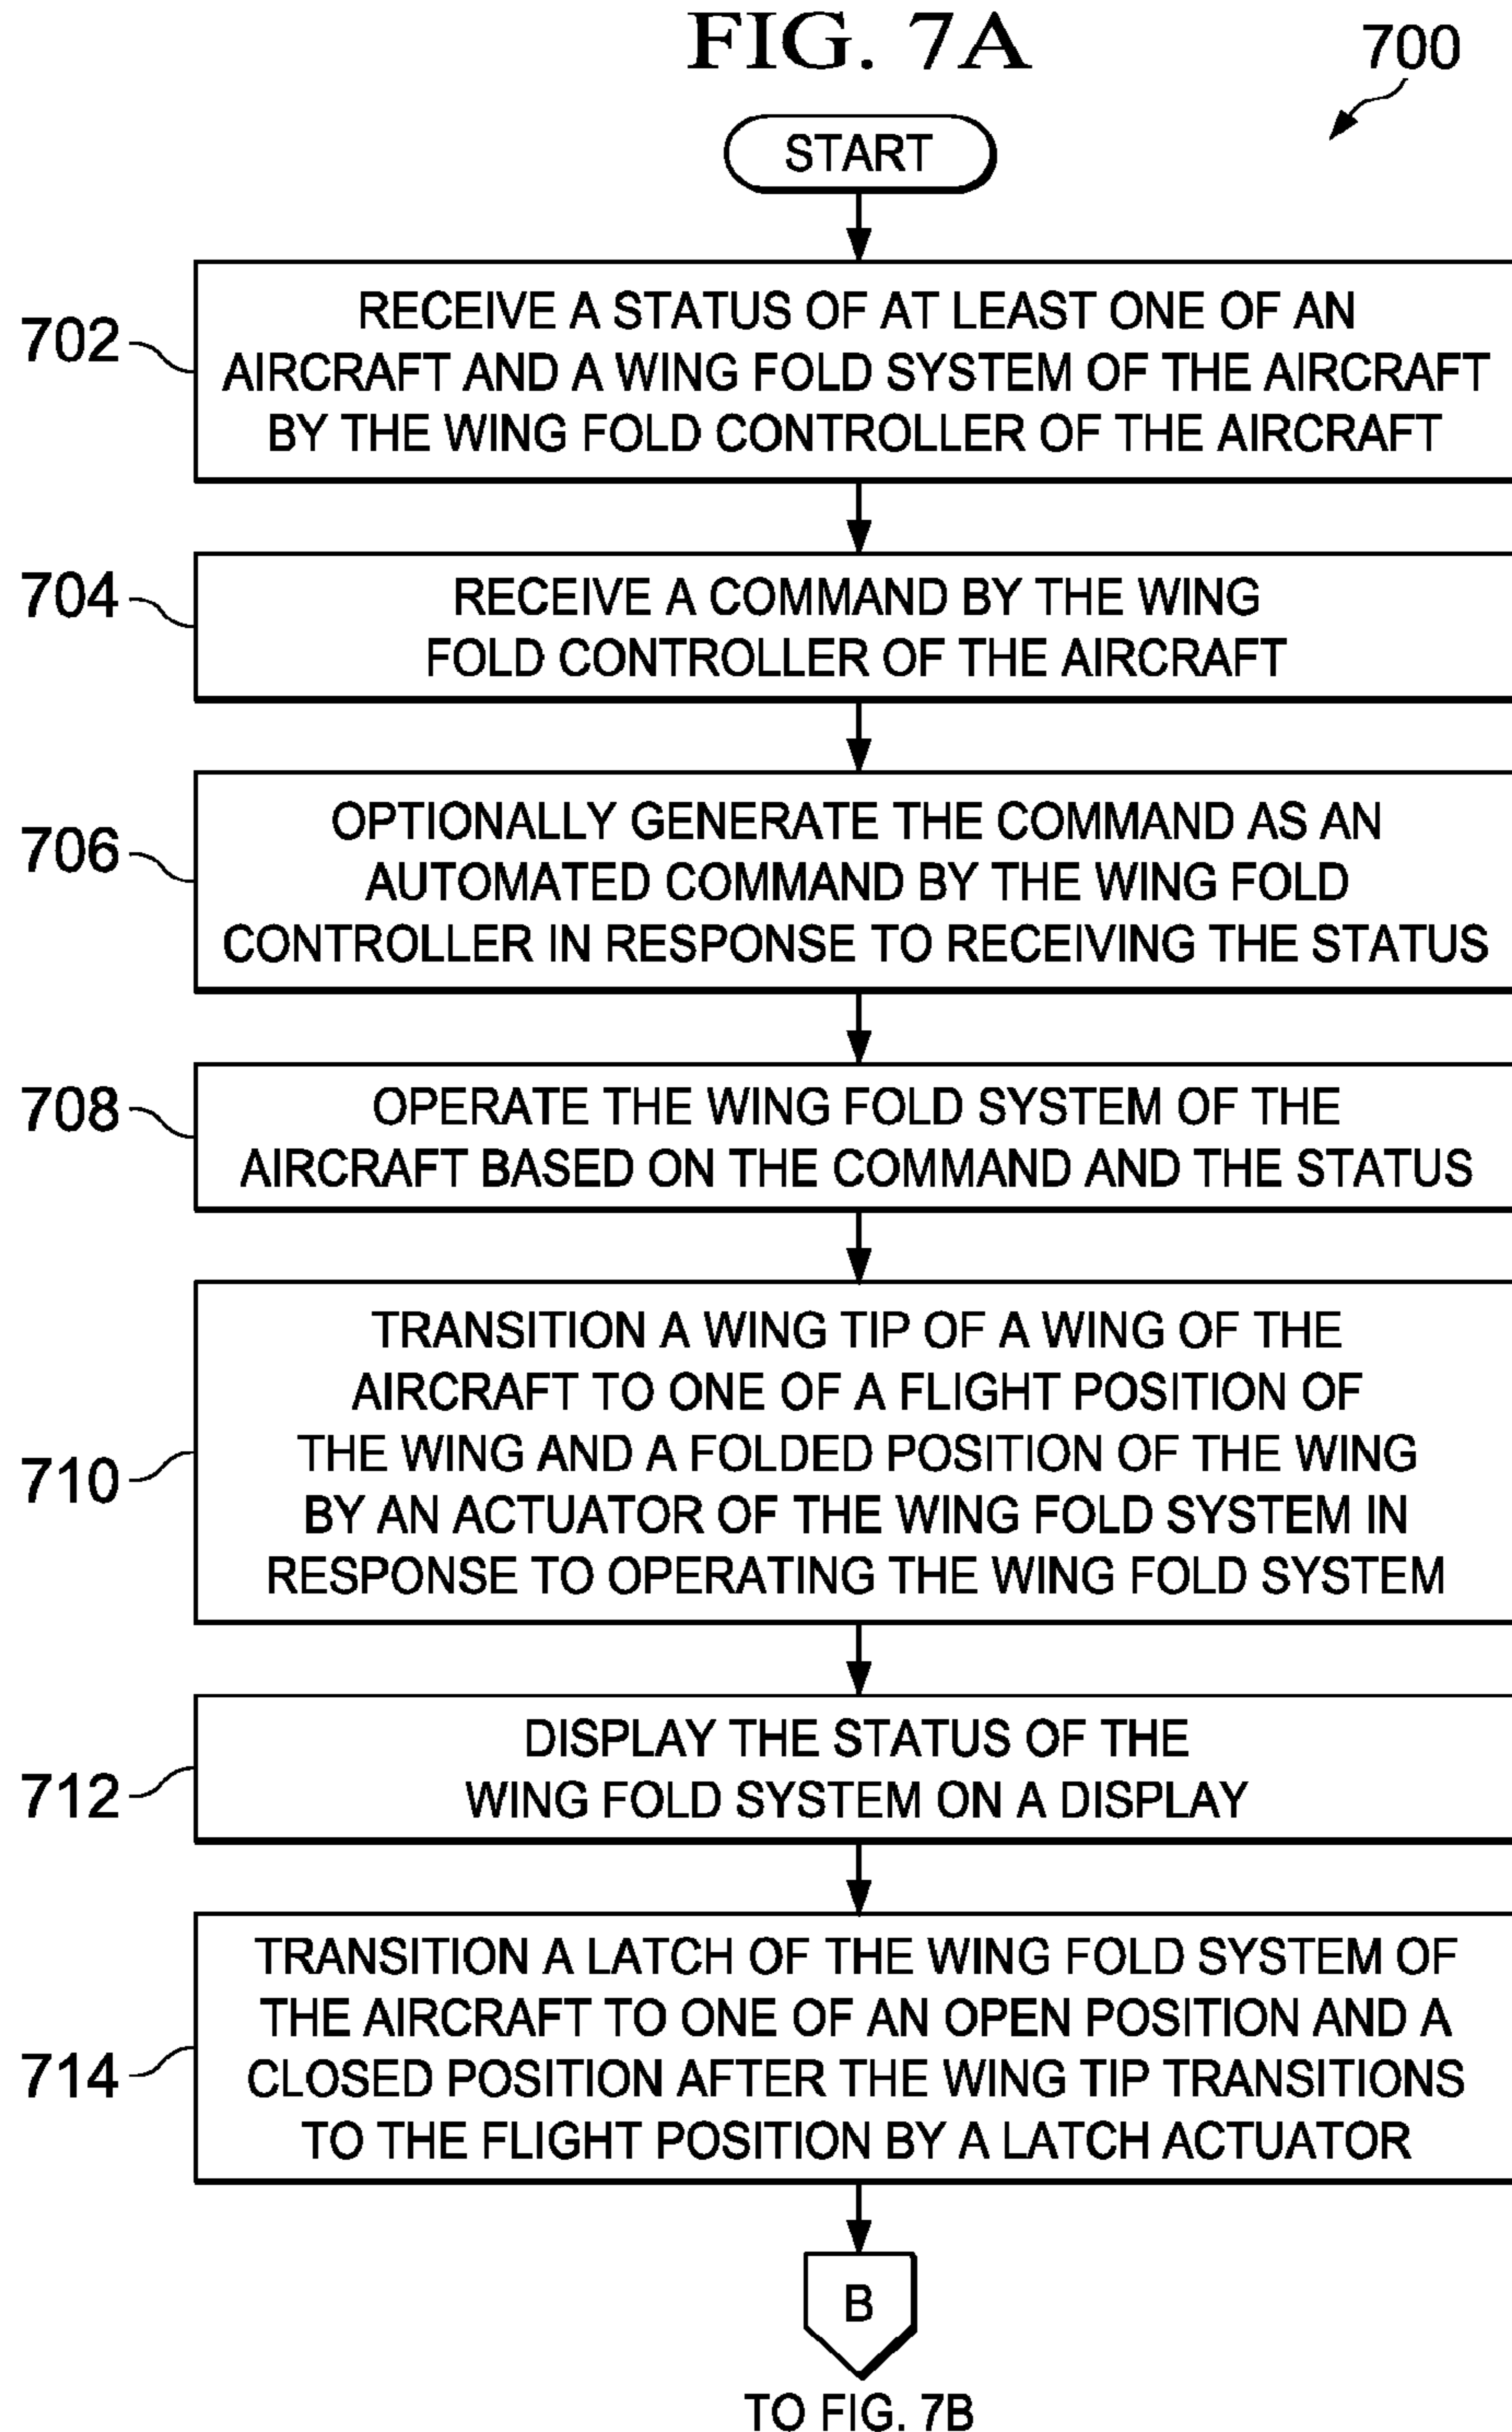 FIG. 7A
700
START
702
RECEIVE A STATUS OF AT LEAST ONE OF AN
AIRCRAFT AND A WING FOLD SYSTEM OF THE AIRCRAFT
BY THE WING FOLD CONTROLLER OF THE AIRCRAFT
704
RECEIVE A COMMAND BY THE WING
FOLD CONTROLLER OF THE AIRCRAFT
706
OPTIONALLY GENERATE THE COMMAND AS AN
AUTOMATED COMMAND BY THE WING FOLD
CONTROLLER IN RESPONSE TO RECEIVING THE STATUS
708
OPERATE THE WING FOLD SYSTEM OF THE
AIRCRAFT BASED ON THE COMMAND AND THE STATUS
710
TRANSITION A WING TIP OF A WING OF THE
AIRCRAFT TO ONE OF A FLIGHT POSITION OF
THE WING AND A FOLDED POSITION OF THE WING
BY AN ACTUATOR OF THE WING FOLD SYSTEM IN
RESPONSE TO OPERATING THE WING FOLD SYSTEM
712
DISPLAY THE STATUS OF THE
WING FOLD SYSTEM ON A DISPLAY
714
TRANSITION A LATCH OF THE WING FOLD SYSTEM OF
THE AIRCRAFT TO ONE OF AN OPEN POSITION AND A
CLOSED POSITION AFTER THE WING TIP TRANSITIONS
TO THE FLIGHT POSITION BY A LATCH ACTUATOR
B
TO FIG. 7B